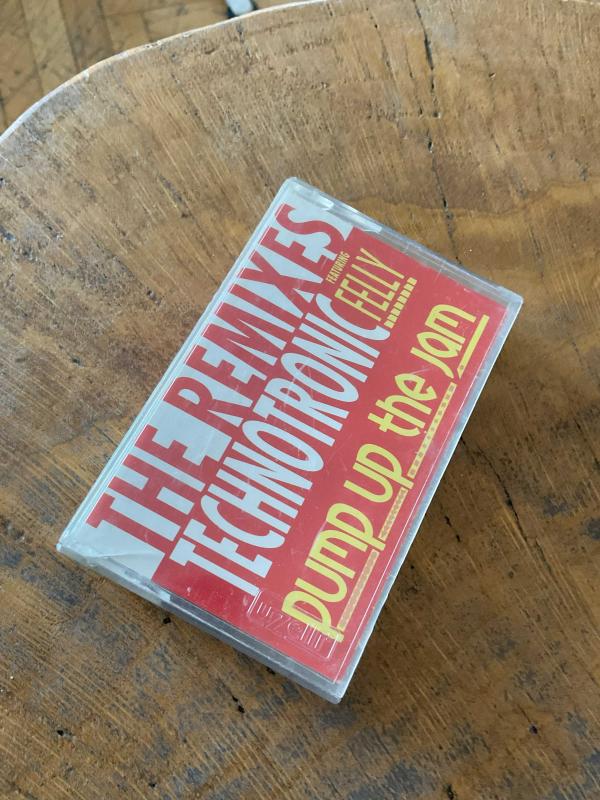 THE REMIXES
TECHNOTRONIC
FEATURING
FELLY
pump up the jam